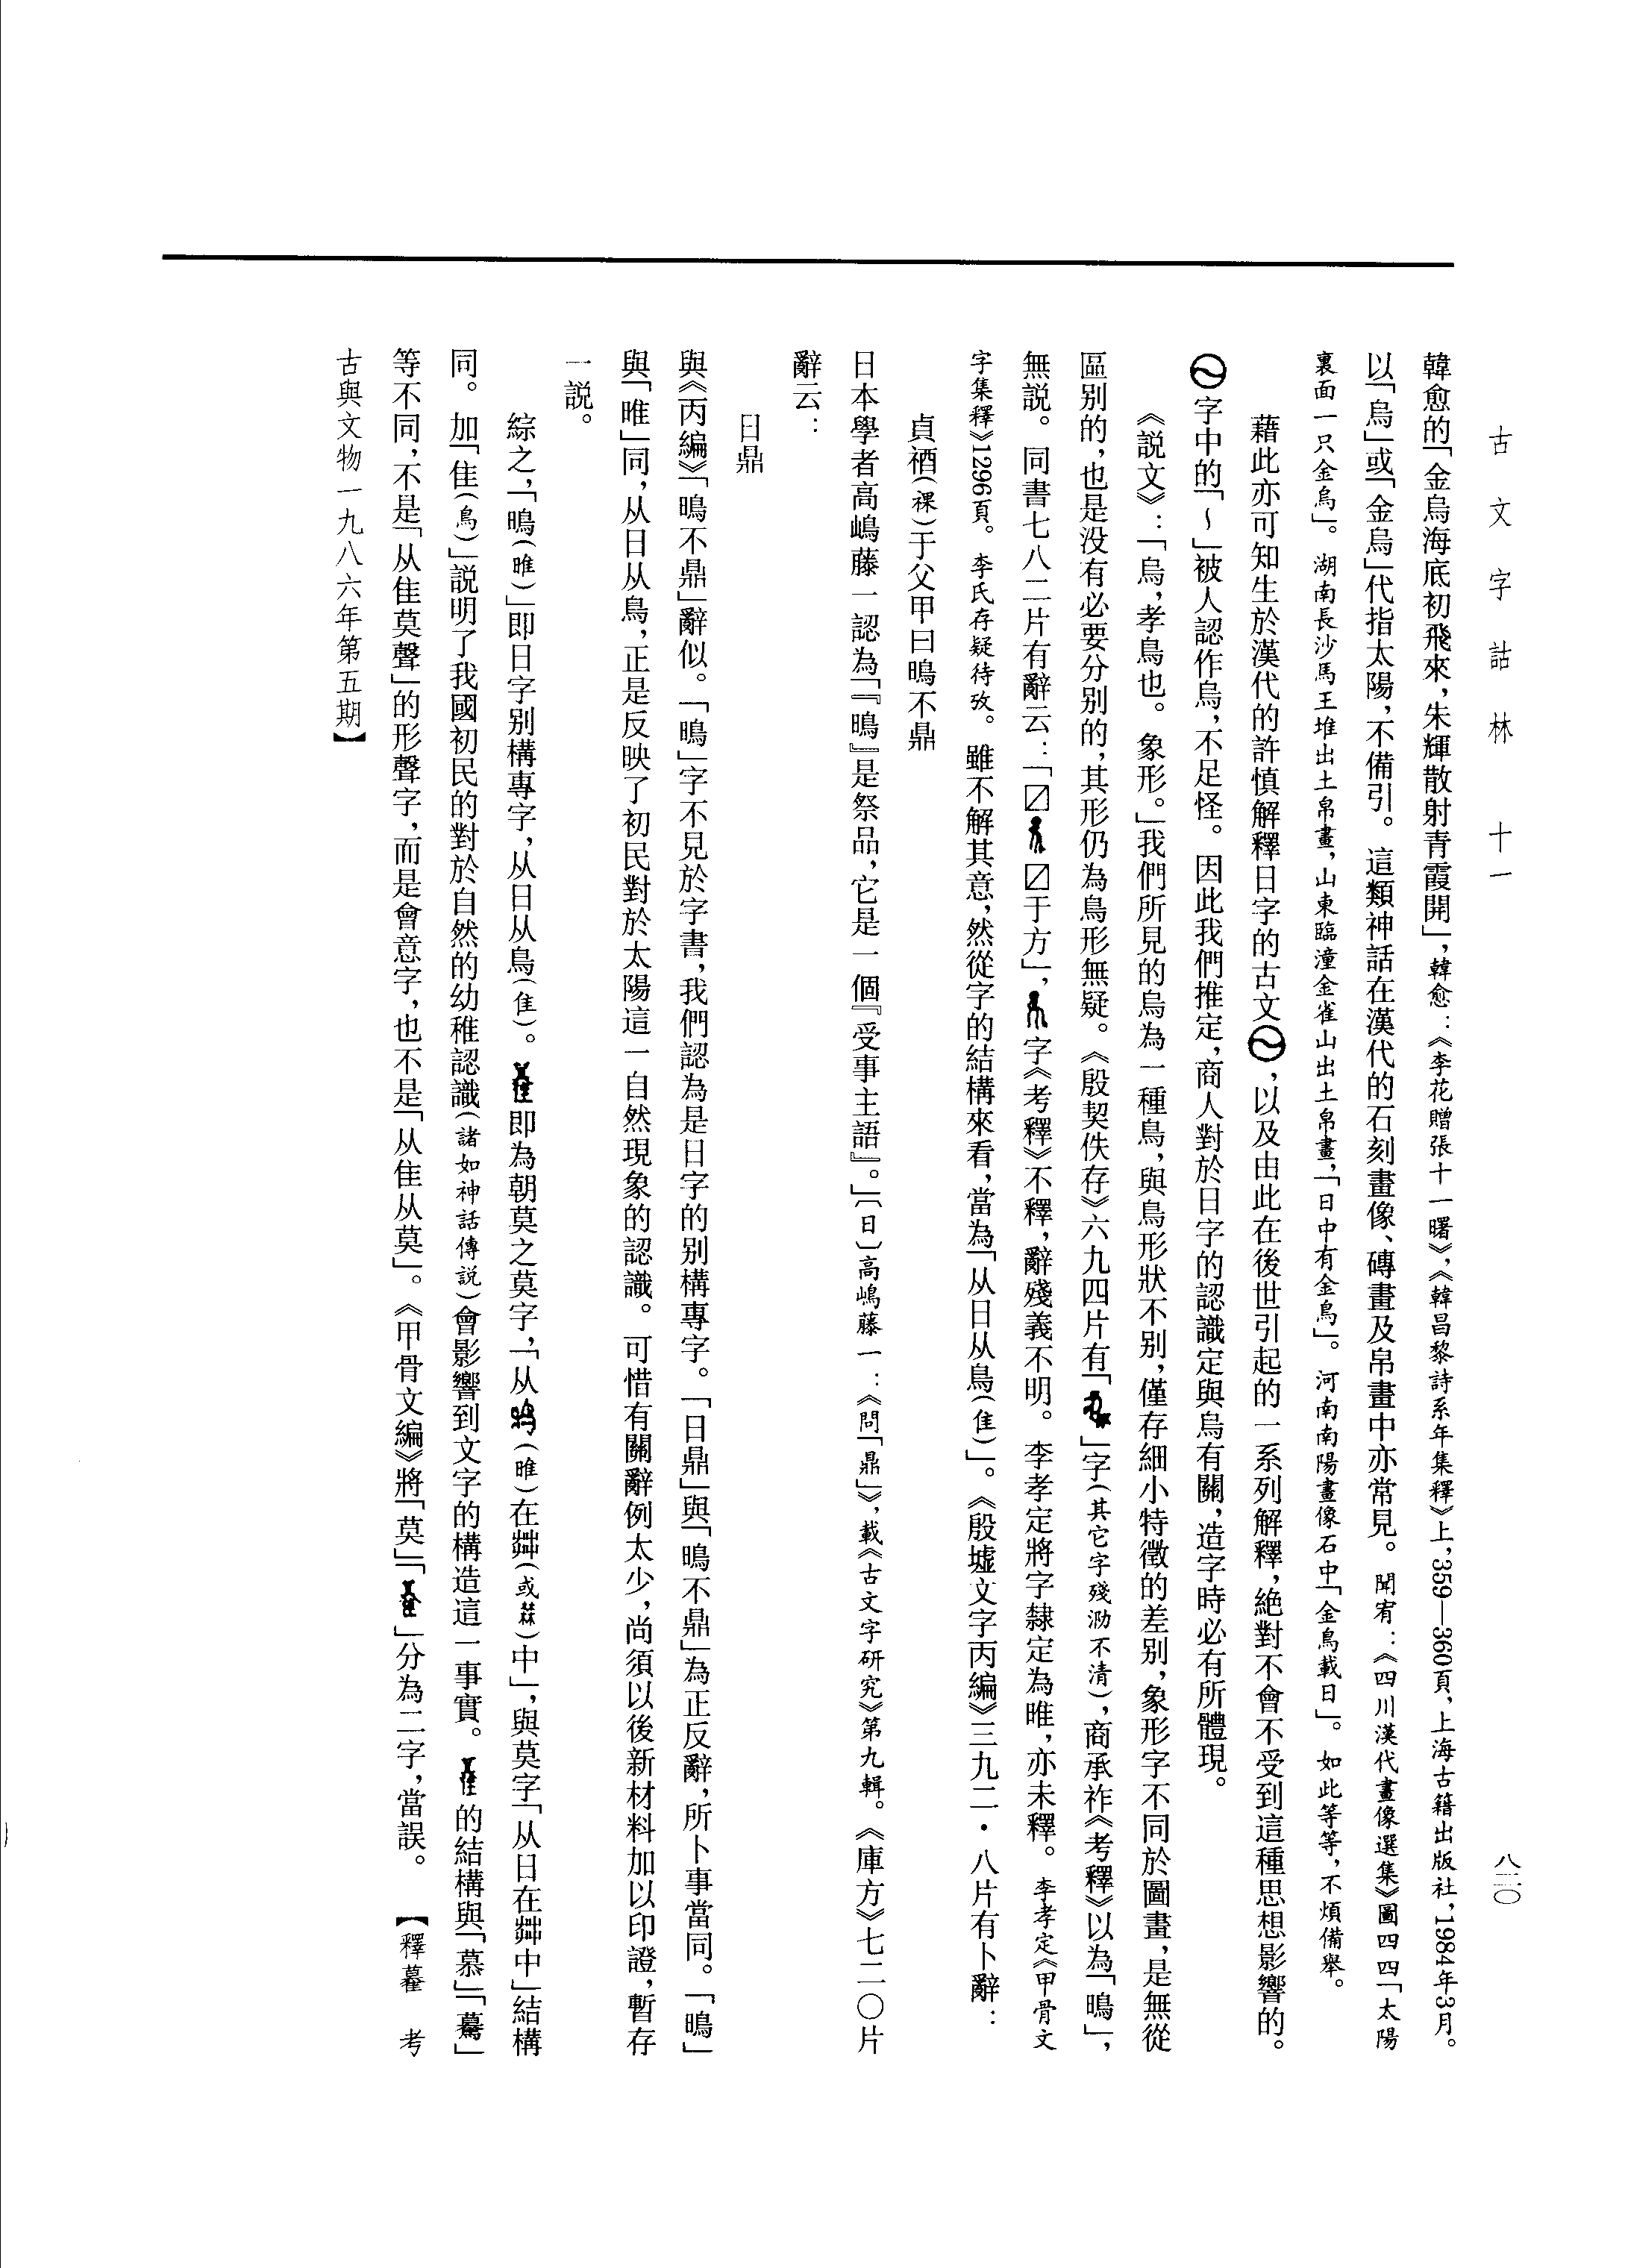 古文字詁林　十一
八三〇
韓愈的「金烏海底初飛來，朱輝散射青霞開」，韓愈：《李花贈張十一曙》，《韓昌黎詩系年集釋》上，359—360頁，上海古籍出版社，1984年3月。
以「烏」或「金烏」代指太陽，不備引。這類神話在漢代的石刻畫像、磚畫及帛畫中亦常見。聞宥：《四川漢代畫像選集》圖四四「太陽
裏面一只金烏」。湖南長沙馬王堆出土帛畫，山東臨潼金雀山出土帛畫，「日中有金烏」。河南南陽畫像石中「金烏載日」。如此等等，不煩備舉。
藉此亦可知生於漢代的許慎解釋日字的古文，以及由此在後世引起的一系列解釋，絕對不會不受到這種思想影響的。
字中的「～」被人認作烏，不足怪。因此我們推定，商人對於日字的認識定與烏有關，造字時必有所體現。
《説文》：「烏，孝鳥也。象形。」我們所見的烏為一種鳥，與鳥形狀不别，僅存細小特徵的差别，象形字不同於圖畫，是無從
區别的，也是没有必要分别的，其形仍為鳥形無疑。《殷契佚存》六九四片有「」字（其它字殘泐不清），商承祚《考釋》以為「鳴」，
無説。同書七八二片有辭云：「〼〼于方」，字《考釋》不釋，辭殘義不明。李孝定將字隸定為唯，亦未釋。李孝定《甲骨文
字集釋》1296頁。李氏存疑待攷。雖不解其意，然從字的結構來看，當為「从日从鳥（隹）」。《殷墟文字丙編》三九二·八片有卜辭：
貞䄛（祼）于父甲曰鳴不鼎
日本學者高嶋藤一認為「『鳴』是祭品，它是一個『受事主語』。」〔日〕高嶋藤一：《問「鼎」》，載《古文字研究》第九輯。《庫方》七二〇片
辭云：
日鼎
與《丙編》「鳴不鼎」辭似。「鳴」字不見於字書，我們認為是日字的别構專字。「日鼎」與「鳴不鼎」為正反辭，所卜事當同。「鳴」
與「唯」同，从日从鳥，正是反映了初民對於太陽這一自然現象的認識。可惜有關辭例太少，尚須以後新材料加以印證，暫存
一説。
綜之，「鳴（唯）」即日字别構專字，从日从鳥（隹）。即為朝莫之莫字，「从（唯）在茻（或𣛧）中」，與莫字「从日在茻中」結構
同。加「隹（鳥）」説明了我國初民的對於自然的幼稚認識（諸如神話傳説）會影響到文字的構造這一事實。的結構與「慕」「驀」
等不同，不是「从隹莫聲」的形聲字，而是會意字，也不是「从隹从莫」。《甲骨文編》將「莫」「」分為二字，當誤。【釋䳟　考
古與文物一九八六年第五期】